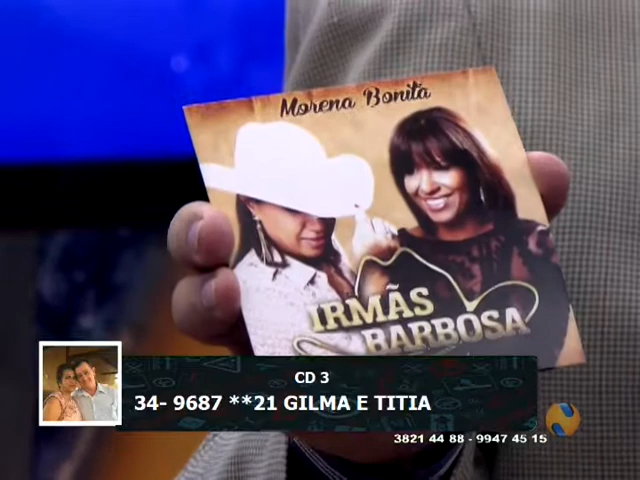 Morena Bonita
IRMÃS
BARBOSA
CD 3
34- 9687 **21 GILMA E TITIA
3821 44 88 - 9947 45 15